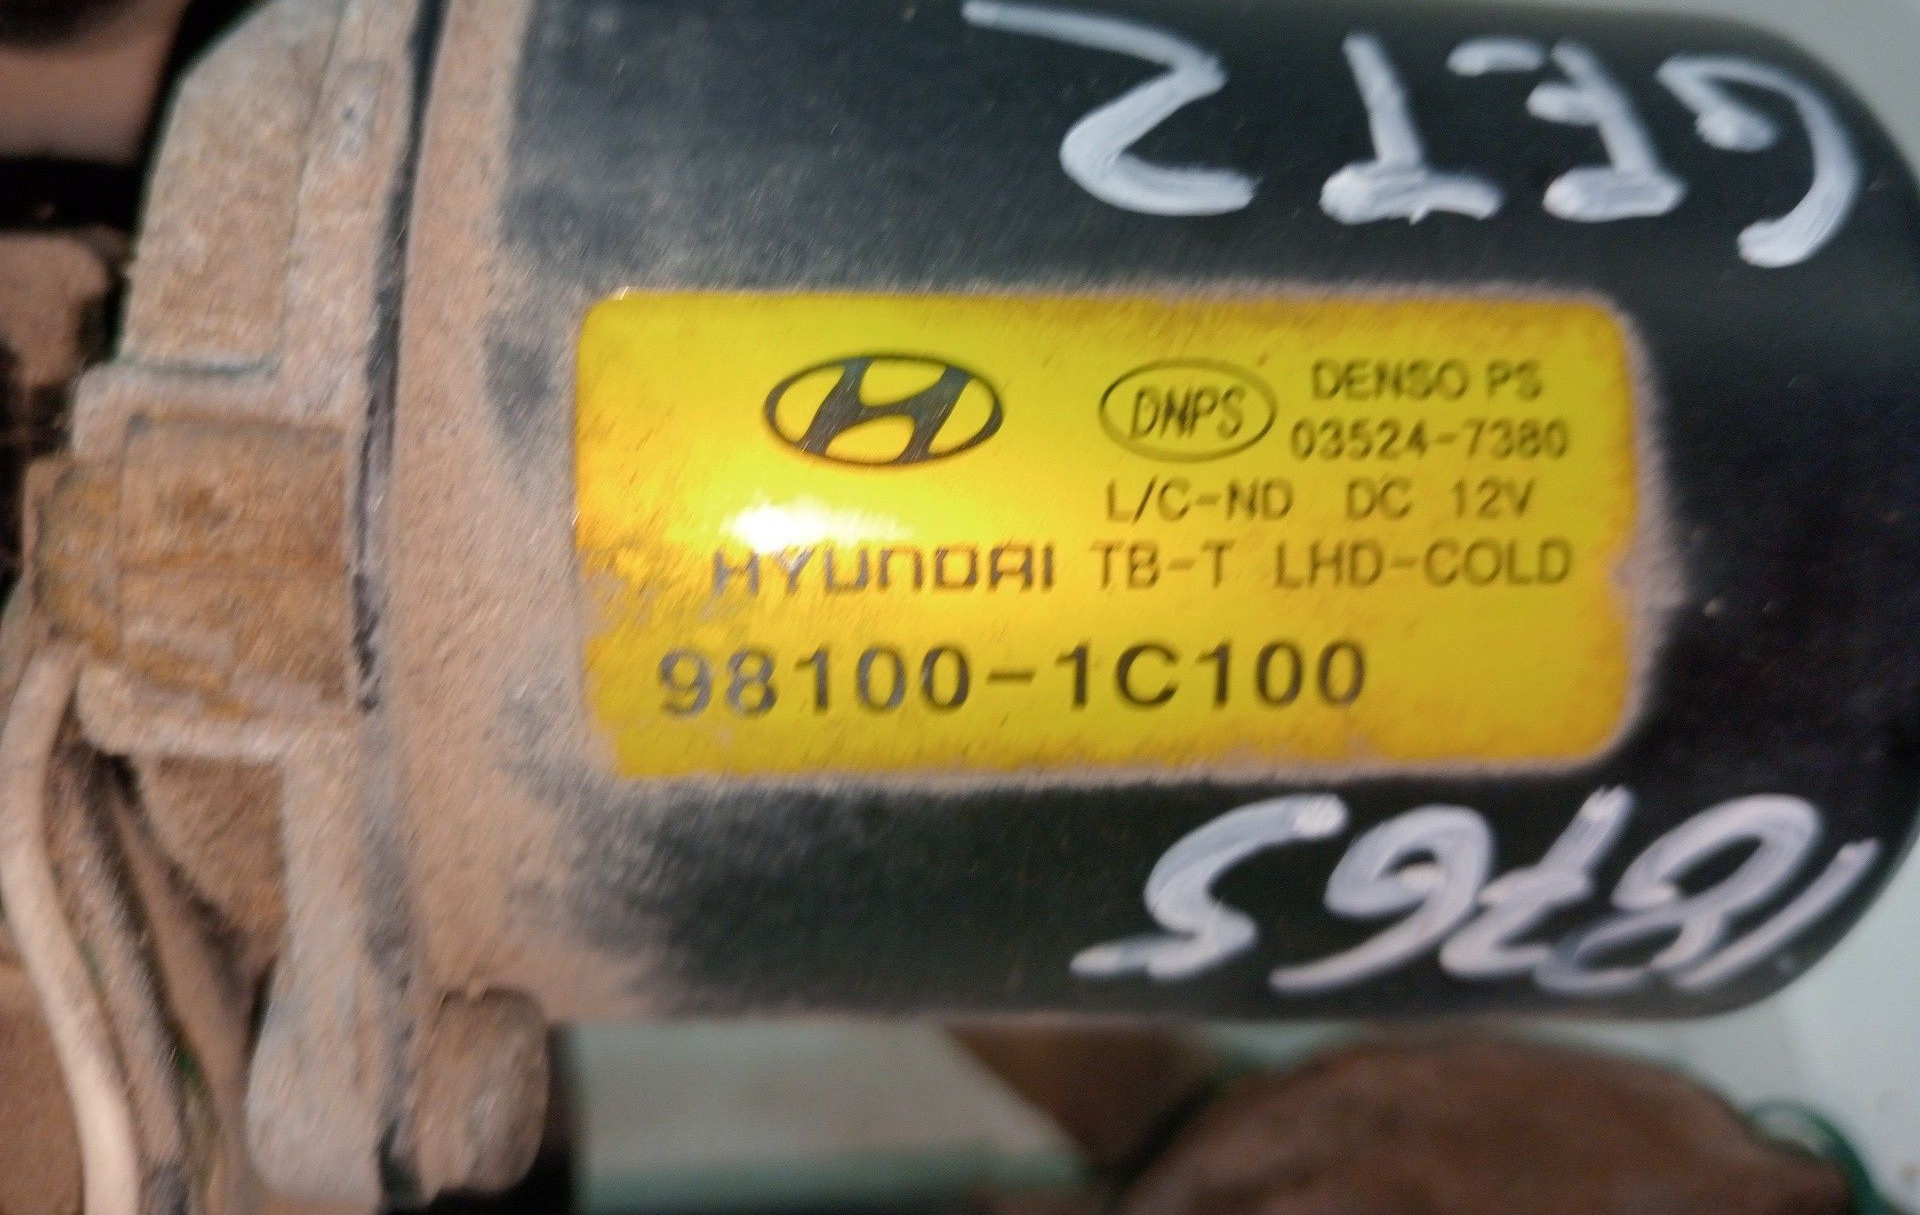 GETZ
DNPS DENSO PS
03524-7380
L/C-ND DC 12V
HYUNDAI TB-T LHD-COLD
98100-1C100
18765